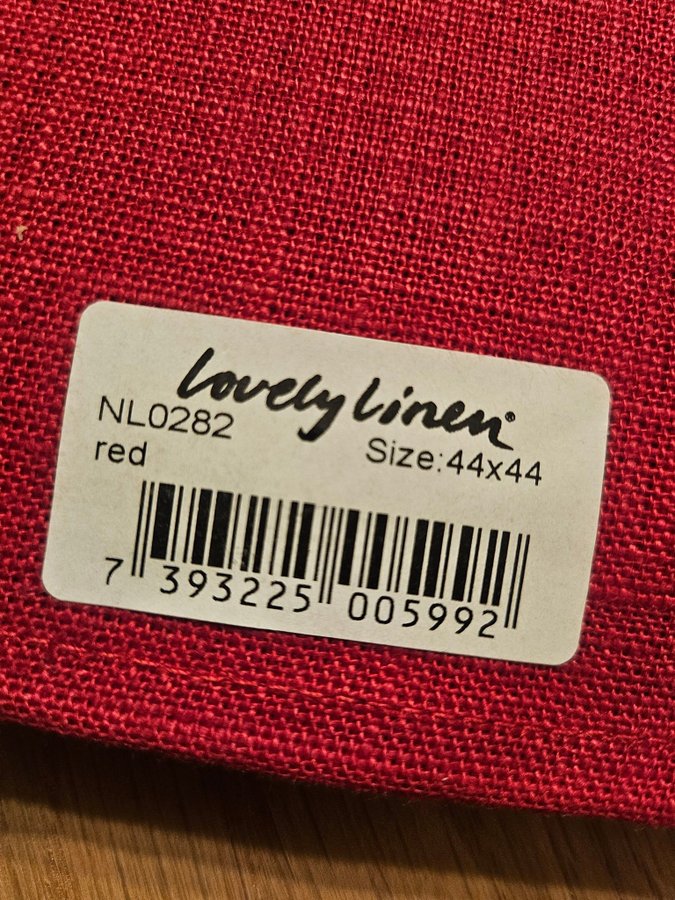 Lovely Linen®
NL0282
red
Size:44x44
7 393225 005992